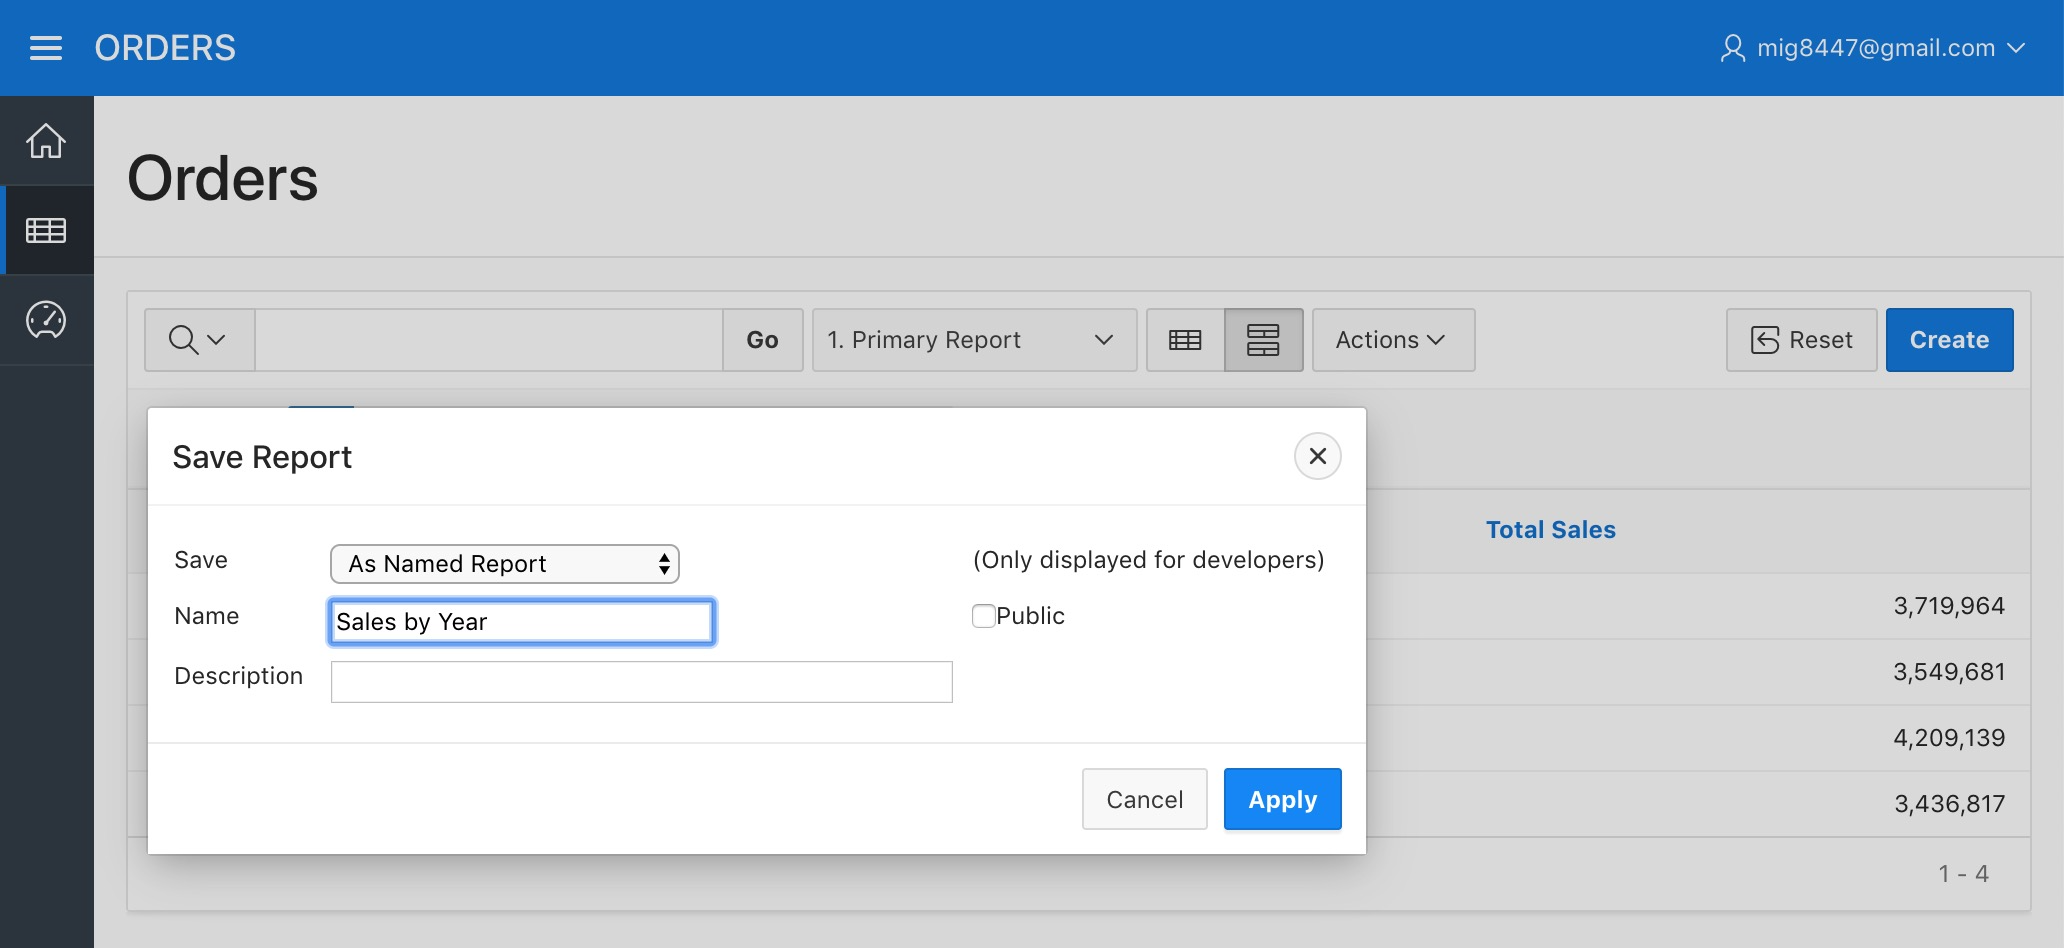 ORDERS
mig8447@gmail.com
Orders
Go
1. Primary Report
Actions
Reset
Create
Save Report
Total Sales
Save
As Named Report
(Only displayed for developers)
Name
Sales by Year
Public
3,719,964
Description
3,549,681
4,209,139
Cancel
Apply
3,436,817
1 - 4